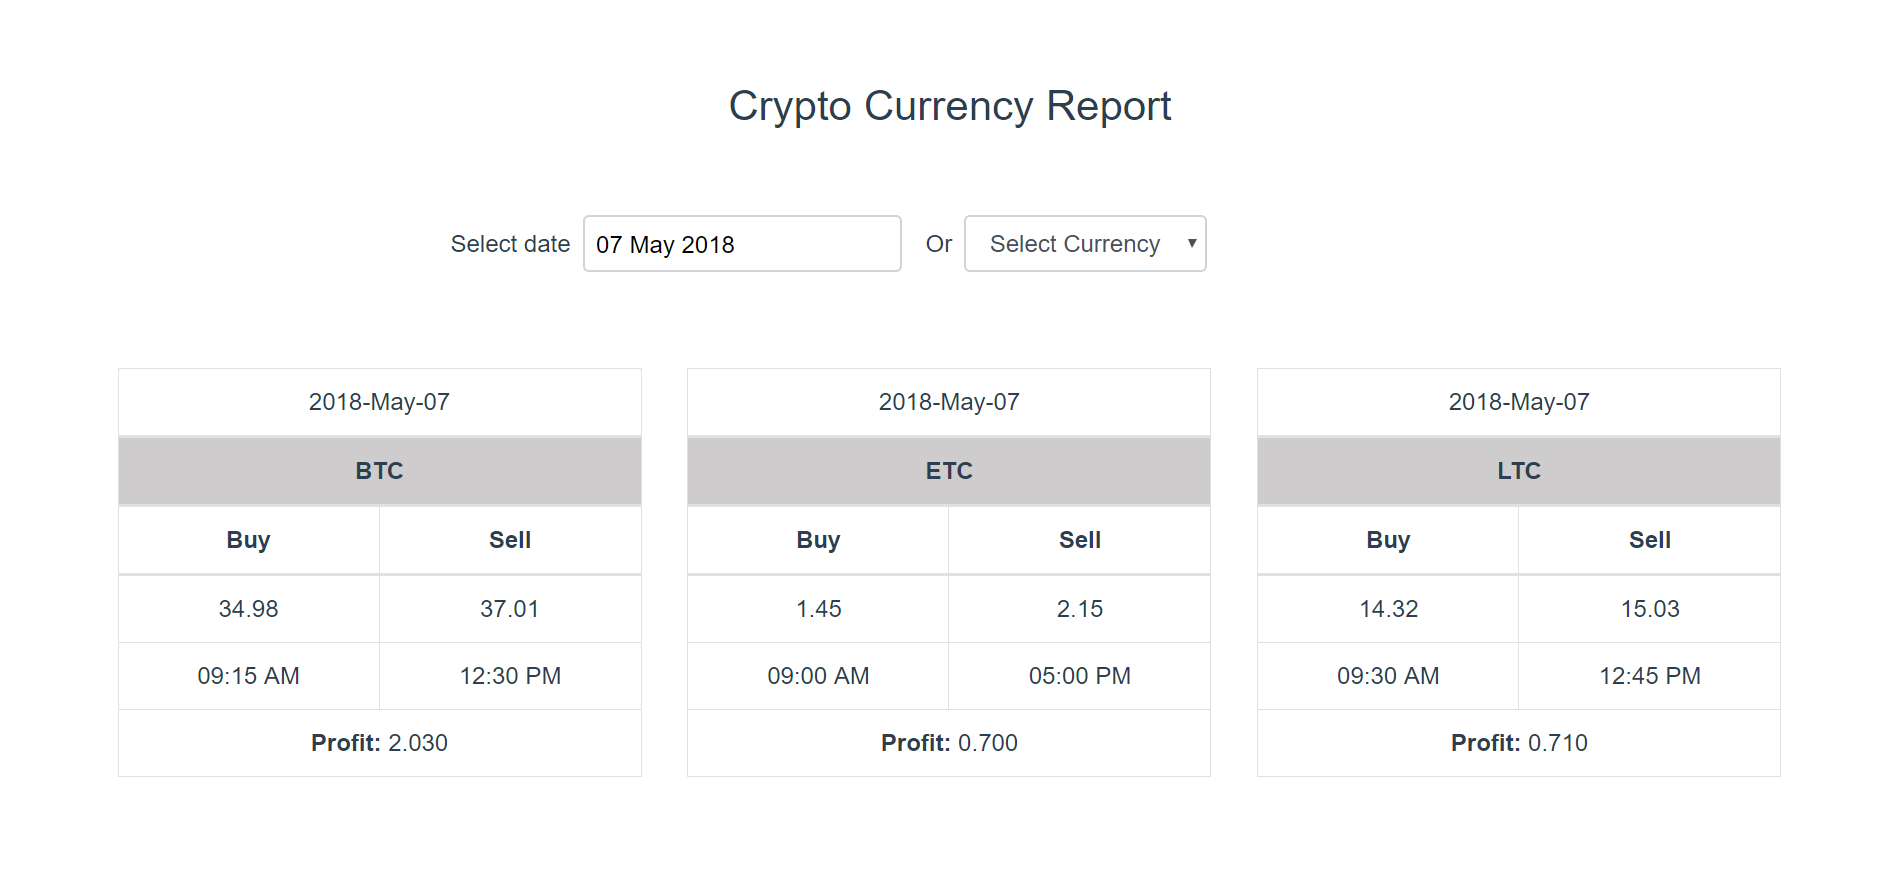 Crypto Currency Report
Select date 07 May 2018 Or Select Currency
2018-May-07
BTC
Buy Sell
34.98 37.01
09:15 AM 12:30 PM
Profit: 2.030
2018-May-07
ETC
Buy Sell
1.45 2.15
09:00 AM 05:00 PM
Profit: 0.700
2018-May-07
LTC
Buy Sell
14.32 15.03
09:30 AM 12:45 PM
Profit: 0.710